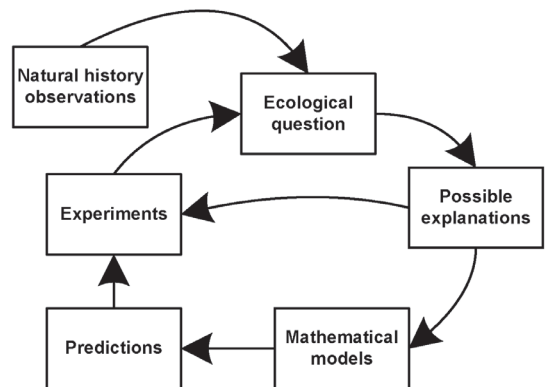 Natural history
observations
Ecological
question
Possible
explanations
Experiments
Predictions
Mathematical
models